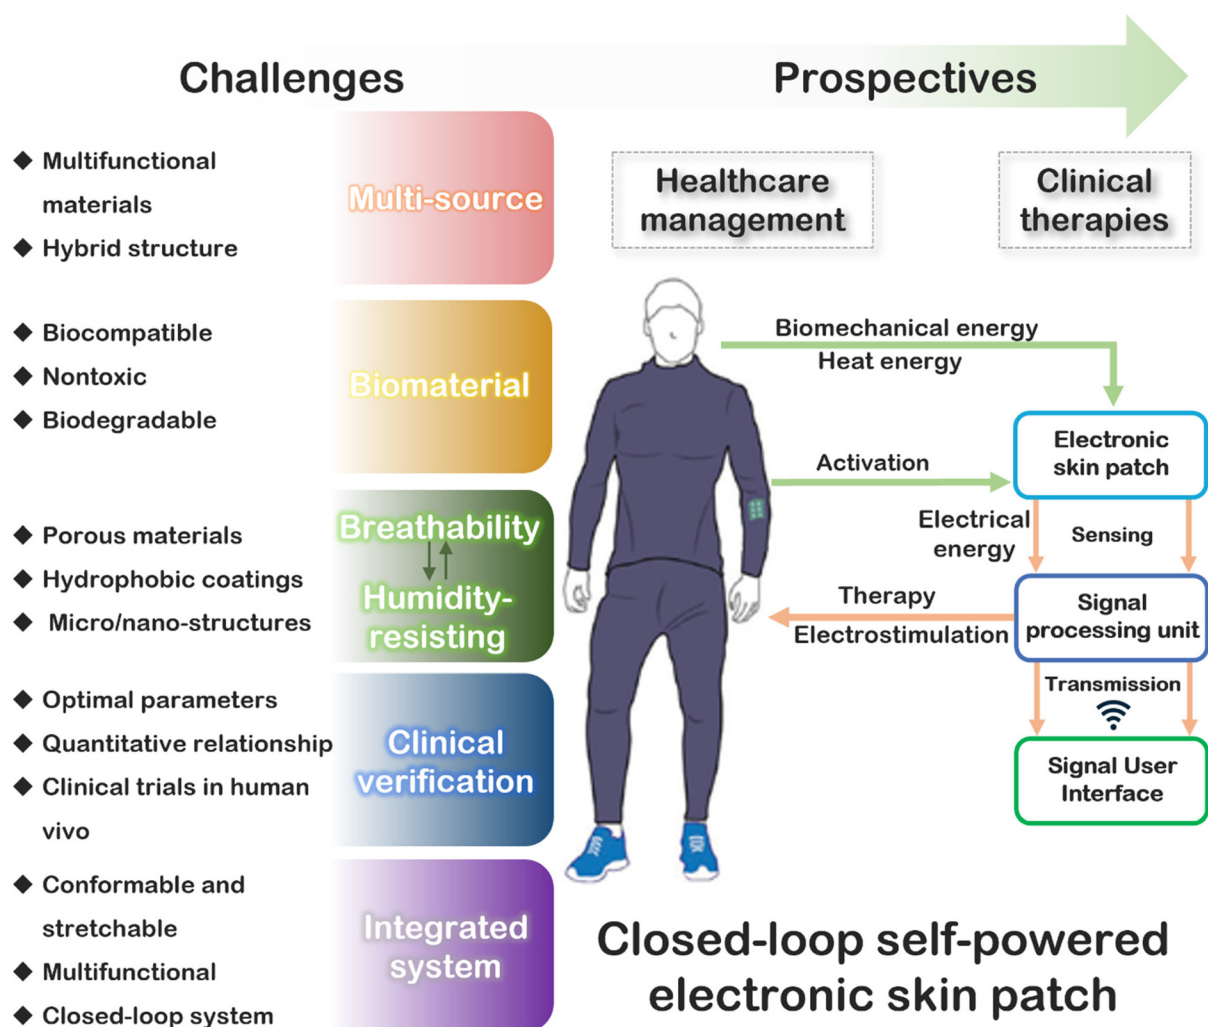 Challenges
Prospectives
◆ Multifunctional
materials
◆ Hybrid structure
Multi-source
◆ Biocompatible
◆ Nontoxic
◆ Biodegradable
Biomaterial
◆ Porous materials
◆ Hydrophobic coatings
◆ Micro/nano-structures
Breathability
Humidity-
resisting
◆ Optimal parameters
◆ Quantitative relationship
◆ Clinical trials in human
vivo
Clinical
verification
◆ Conformable and
stretchable
◆ Multifunctional
◆ Closed-loop system
Integrated
system
Healthcare
management
Clinical
therapies
Biomechanical energy
Heat energy
Electronic
skin patch
Activation
Electrical
energy
Sensing
Signal
processing unit
Therapy
Electrostimulation
Transmission
Signal User
Interface
Closed-loop self-powered
electronic skin patch